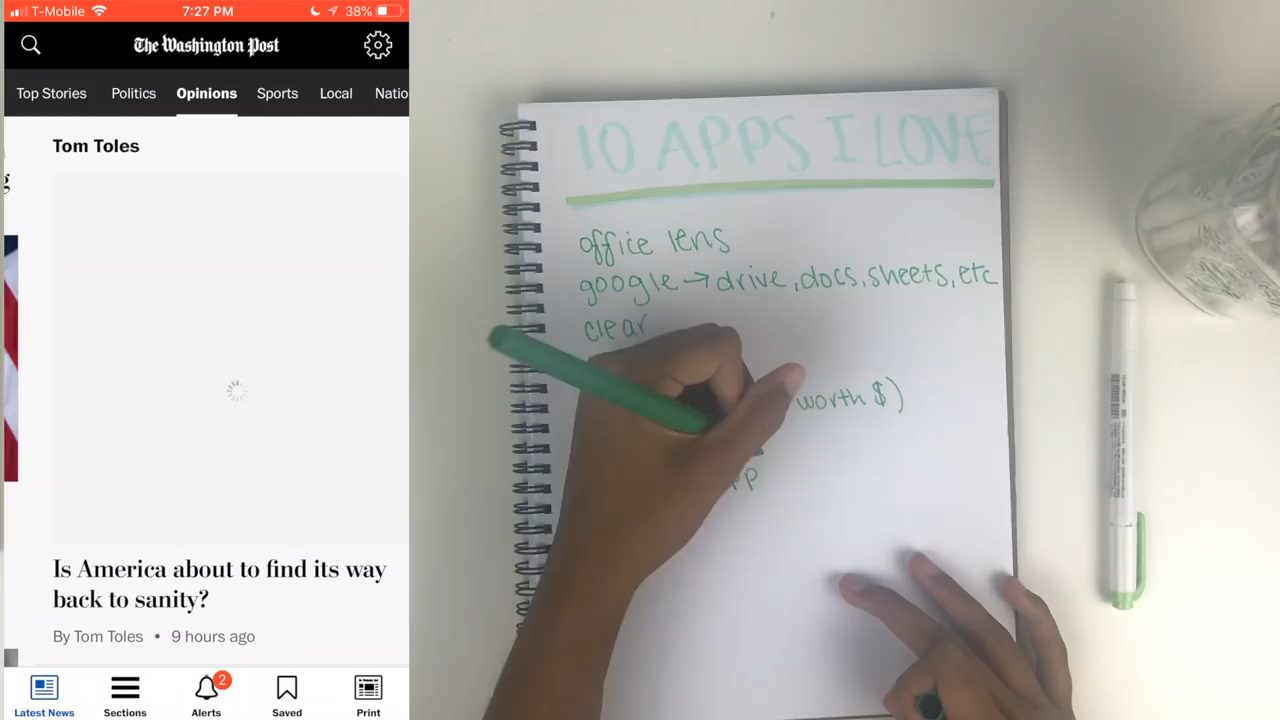 T-Mobile 7:27 PM 38%
The Washington Post
Top Stories Politics Opinions Sports Local Natio
g
Tom Toles
Is America about to find its way
back to sanity?
By Tom Toles • 9 hours ago
2
Latest News Sections Alerts Saved Print
10 APPS I LOVE
office lens
google → drive, docs, sheets, etc
clear
worth $)
pp